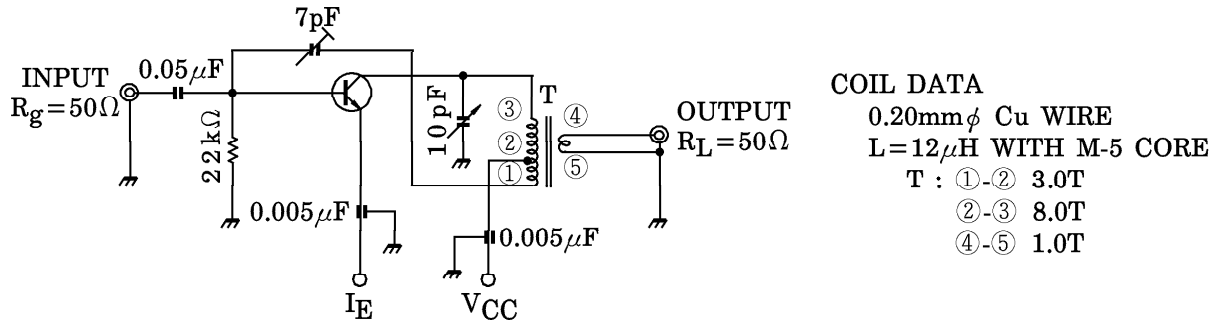 7pF
INPUT
Rg=50Ω
0.05μF
22kΩ
10pF
T
③
②
①
④
⑤
OUTPUT
RL=50Ω
0.005μF
0.005μF
IE
VCC
COIL DATA
0.20mmφ Cu WIRE
L=12μH WITH M-5 CORE
T : ①-② 3.0T
②-③ 8.0T
④-⑤ 1.0T